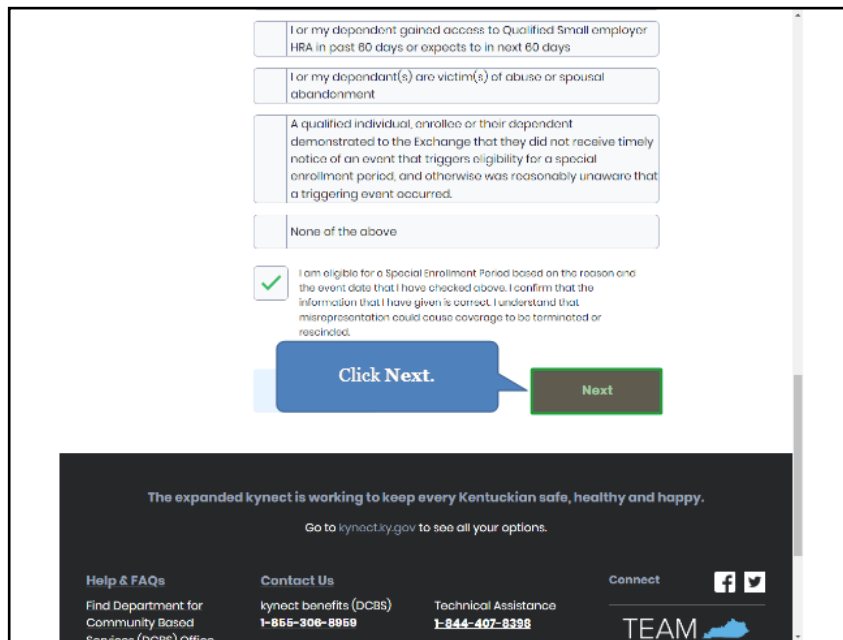 I or my dependent gained access to Qualified Small employer
HRA in past 60 days or expects to in next 60 days
I or my dependant(s) are victim(s) of abuse or spousal
abandonment
A qualified individual, enrollee or their dependent
demonstrated to the Exchange that they did not receive timely
notice of an event that triggers eligibility for a special
enrollment period, and otherwise was reasonably unaware that
a triggering event occurred.
None of the above
I am eligible for a Special Enrollment Period based on the reason and
the event date that I have checked above. I confirm that the
information that I have given is correct. I understand that
misrepresentation could cause coverage to be terminated or
rescinded.
Click Next.
Next
The expanded kynect is working to keep every Kentuckian safe, healthy and happy.
Go to kynect.ky.gov to see all your options.
Help & FAQs
Find Department for
Community Based
Services (DCBS) Office
Contact Us
kynect benefits (DCBS)
1-855-306-8959
Technical Assistance
1-844-407-8398
Connect
TEAM